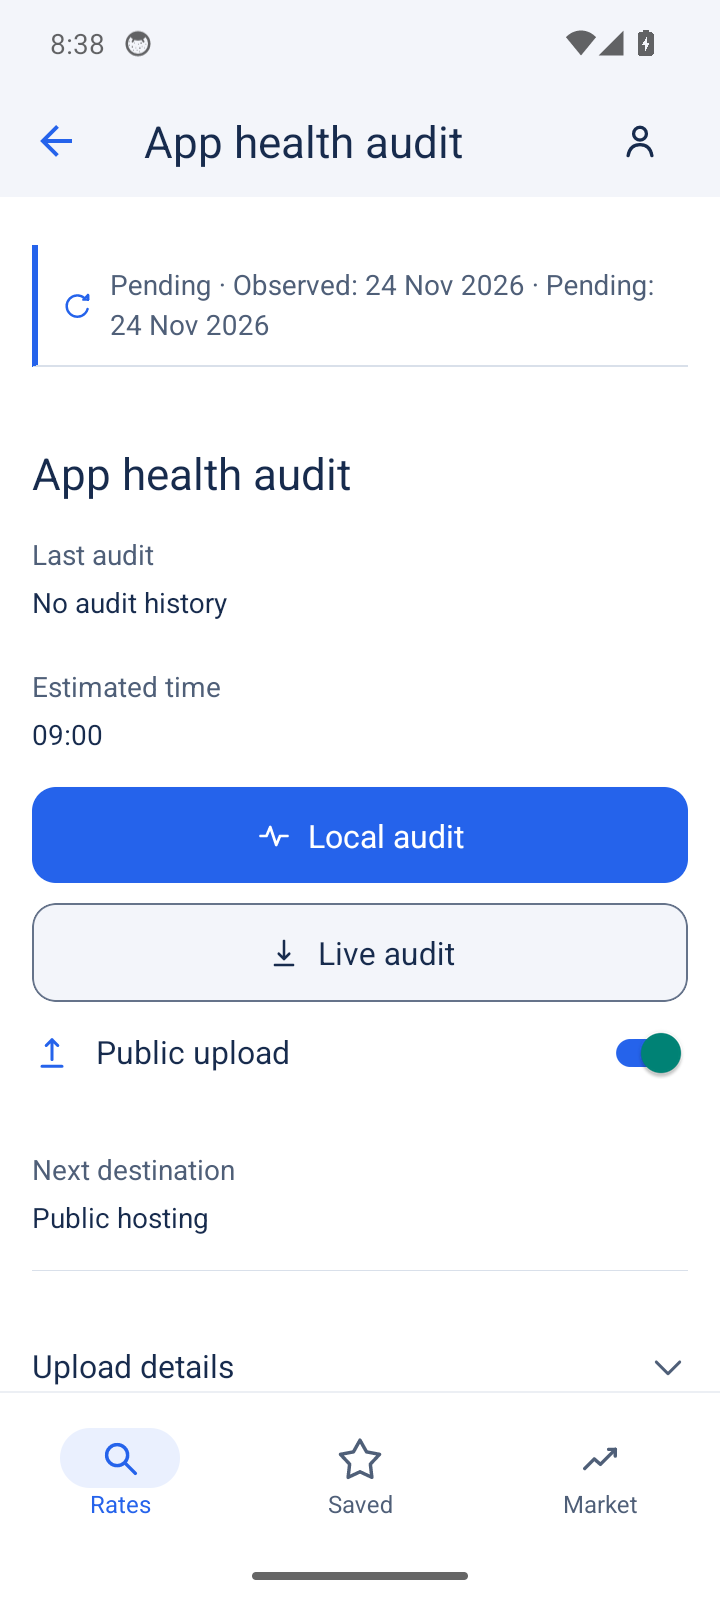 8:38
App health audit
Pending · Observed: 24 Nov 2026 · Pending:
24 Nov 2026
App health audit
Last audit
No audit history
Estimated time
09:00
Local audit
Live audit
Public upload
Next destination
Public hosting
Upload details
Rates
Saved
Market